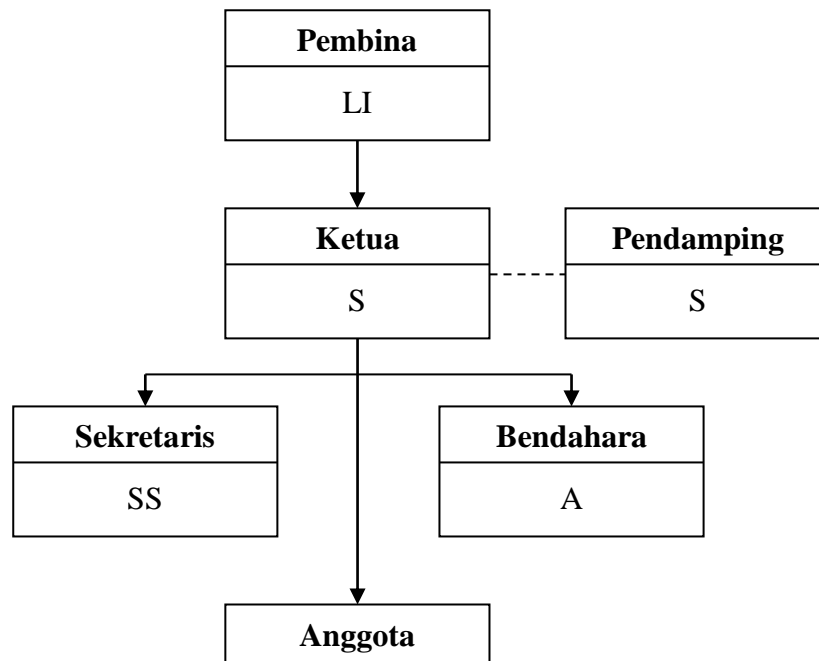 Pembina
LI
Ketua
S
Pendamping
S
Sekretaris
SS
Bendahara
A
Anggota